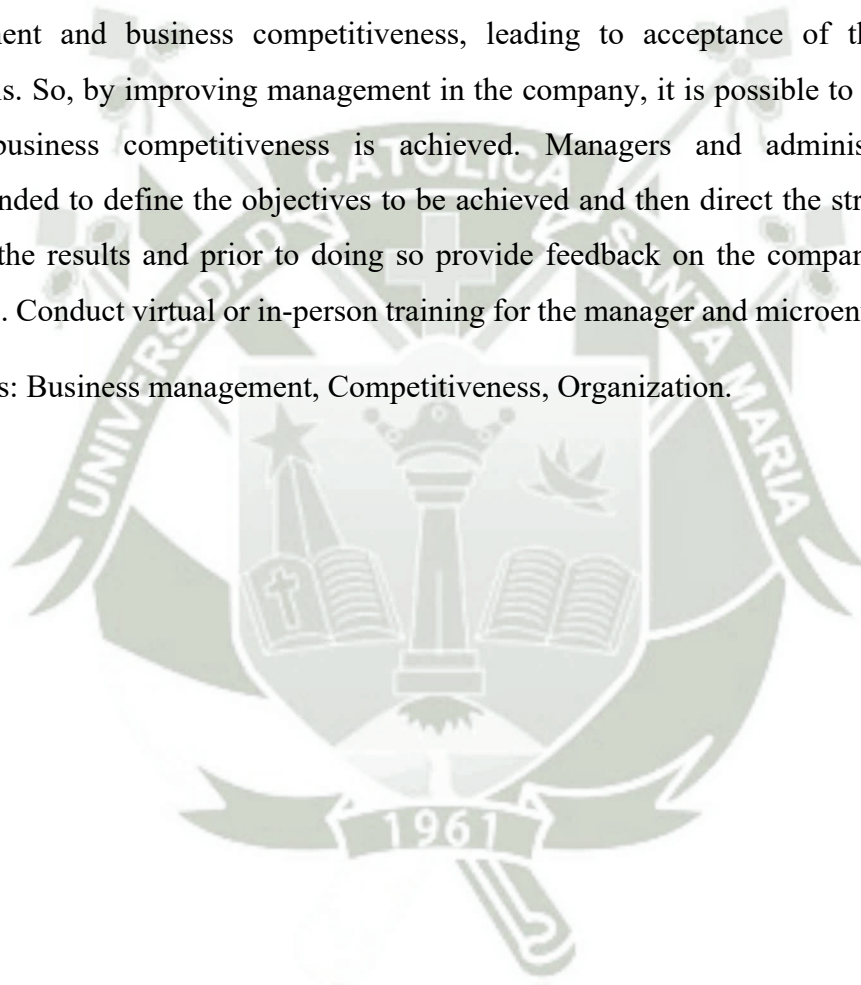 ent and business competitiveness, leading to acceptance of th
s. So, by improving management in the company, it is possible to
business competitiveness is achieved. Managers and adminis
nded to define the objectives to be achieved and then direct the str
the results and prior to doing so provide feedback on the compan
. Conduct virtual or in-person training for the manager and microen
s: Business management, Competitiveness, Organization.
UNIVERSIDAD CATOLICA SANTA MARIA
1961